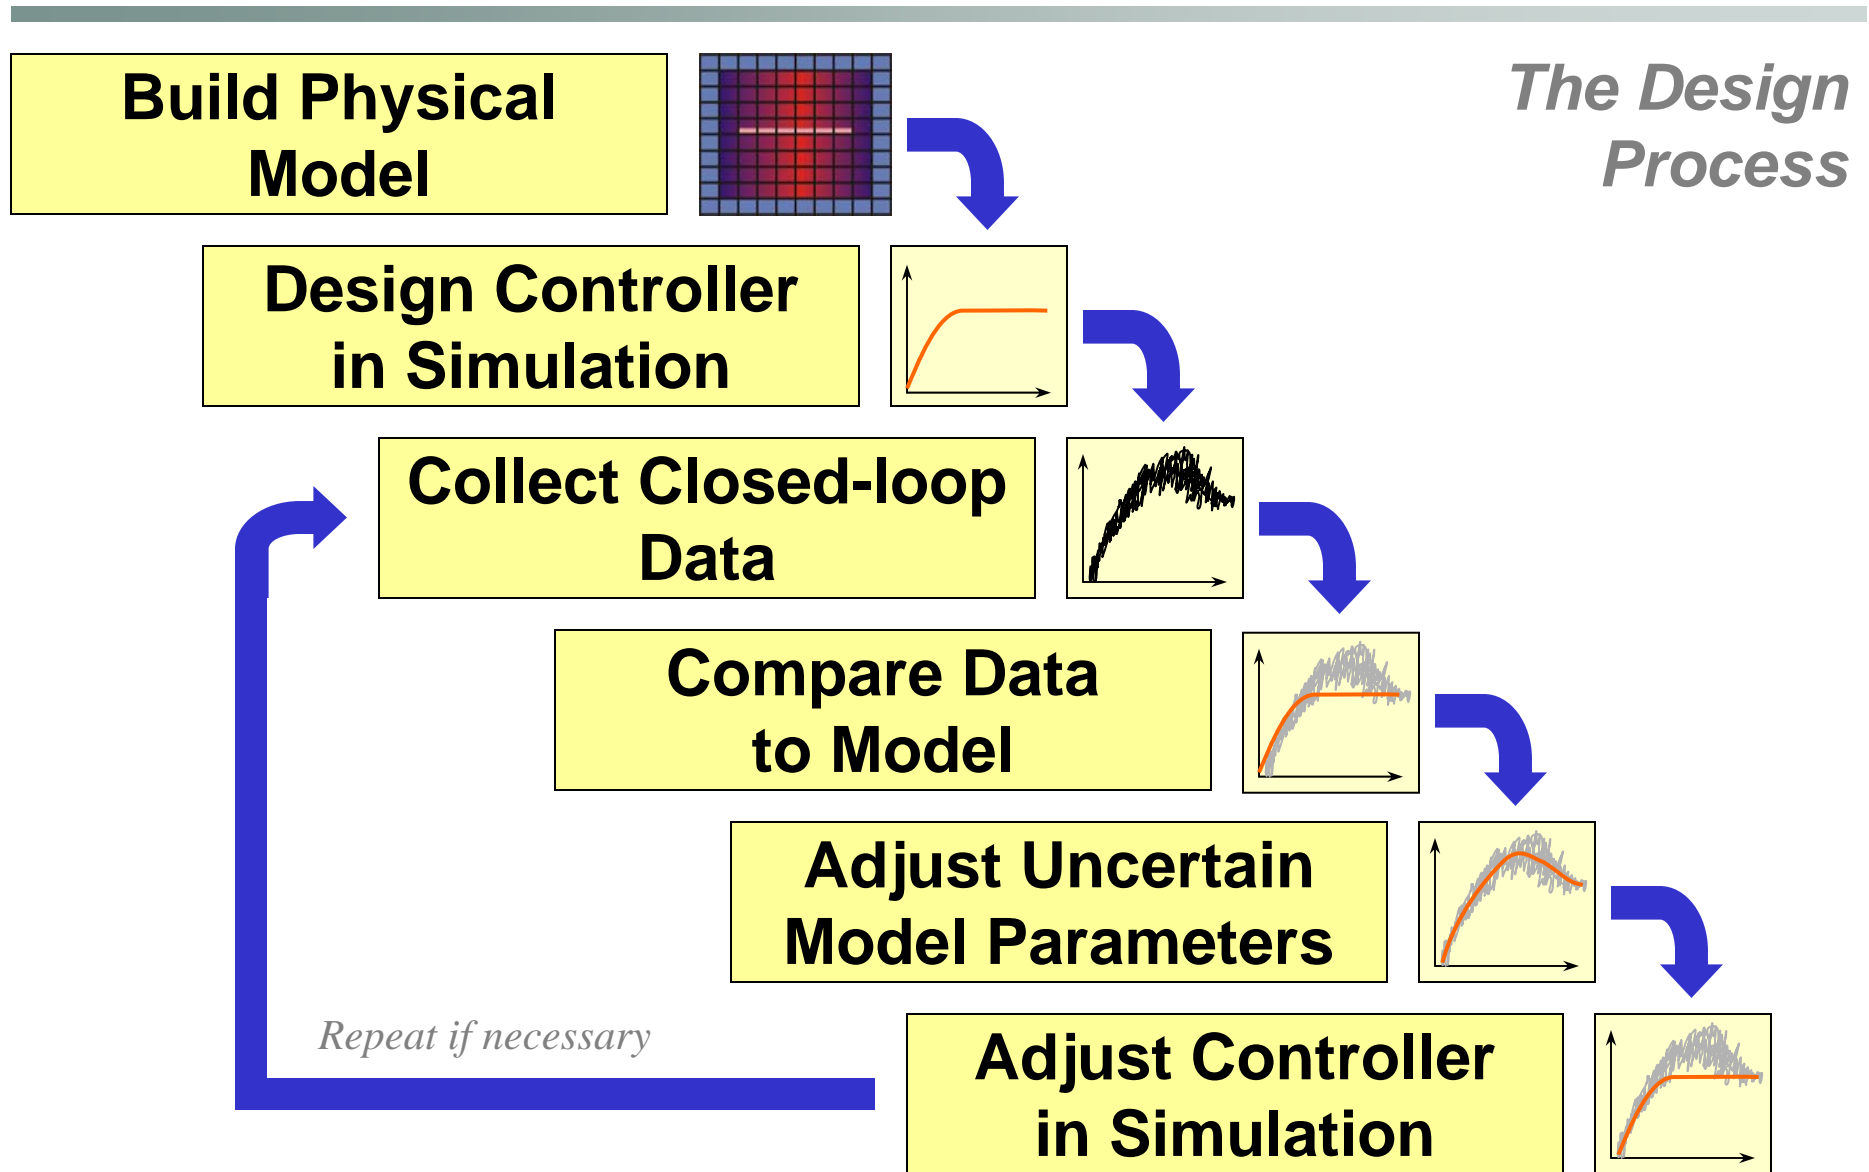 The Design
Process
Build Physical
Model
Design Controller
in Simulation
Collect Closed-loop
Data
Compare Data
to Model
Adjust Uncertain
Model Parameters
Repeat if necessary
Adjust Controller
in Simulation